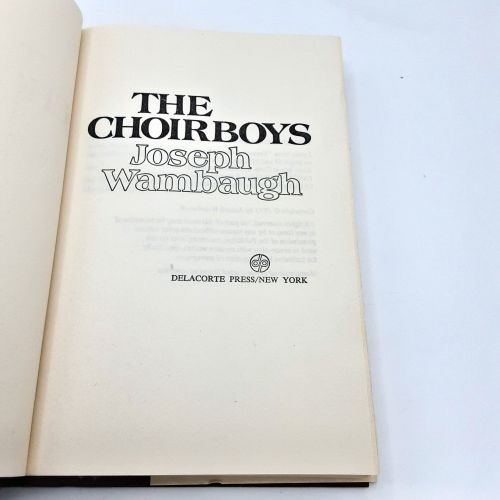 THE
CHOIRBOYS
Joseph
Wambaugh
DELACORTE PRESS/NEW YORK